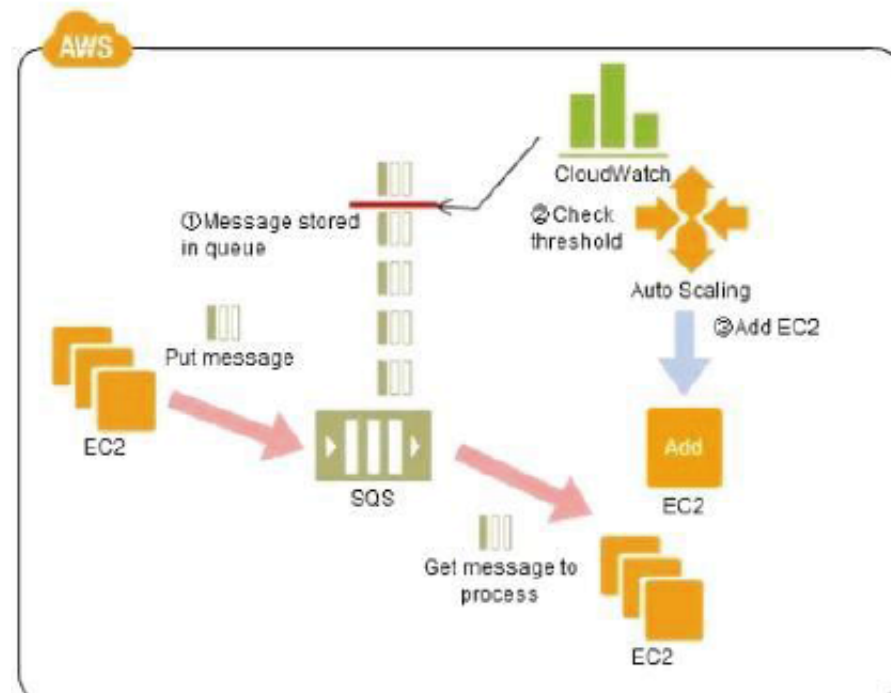 AWS
CloudWatch
①Message stored
in queue
②Check
threshold
Auto Scaling
③Add EC2
Put message
EC2
SQS
Add
EC2
Get message to
process
EC2